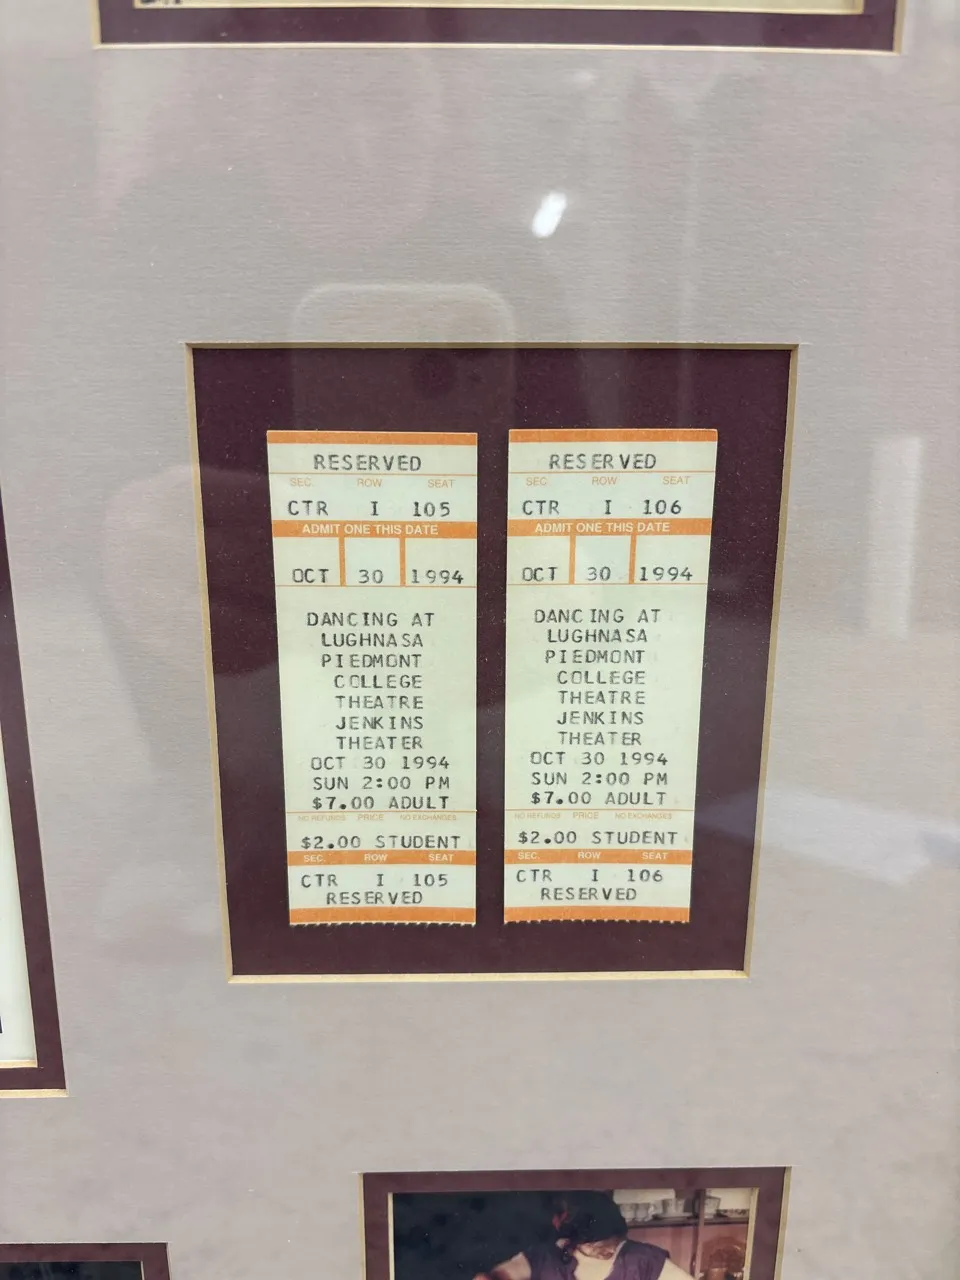 RESERVED
SEC. ROW SEAT
CTR I 105
ADMIT ONE THIS DATE
OCT 30 1994
DANCING AT
LUGHNASA
PIEDMONT
COLLEGE
THEATRE
JENKINS
THEATER
OCT 30 1994
SUN 2:00 PM
$7.00 ADULT
NO REFUNDS PRICE NO EXCHANGES
$2.00 STUDENT
SEC. ROW SEAT
CTR I 105
RESERVED
RESERVED
SEC. ROW SEAT
CTR I 106
ADMIT ONE THIS DATE
OCT 30 1994
DANCING AT
LUGHNASA
PIEDMONT
COLLEGE
THEATRE
JENKINS
THEATER
OCT 30 1994
SUN 2:00 PM
$7.00 ADULT
NO REFUNDS PRICE NO EXCHANGES
$2.00 STUDENT
SEC. ROW SEAT
CTR I 106
RESERVED